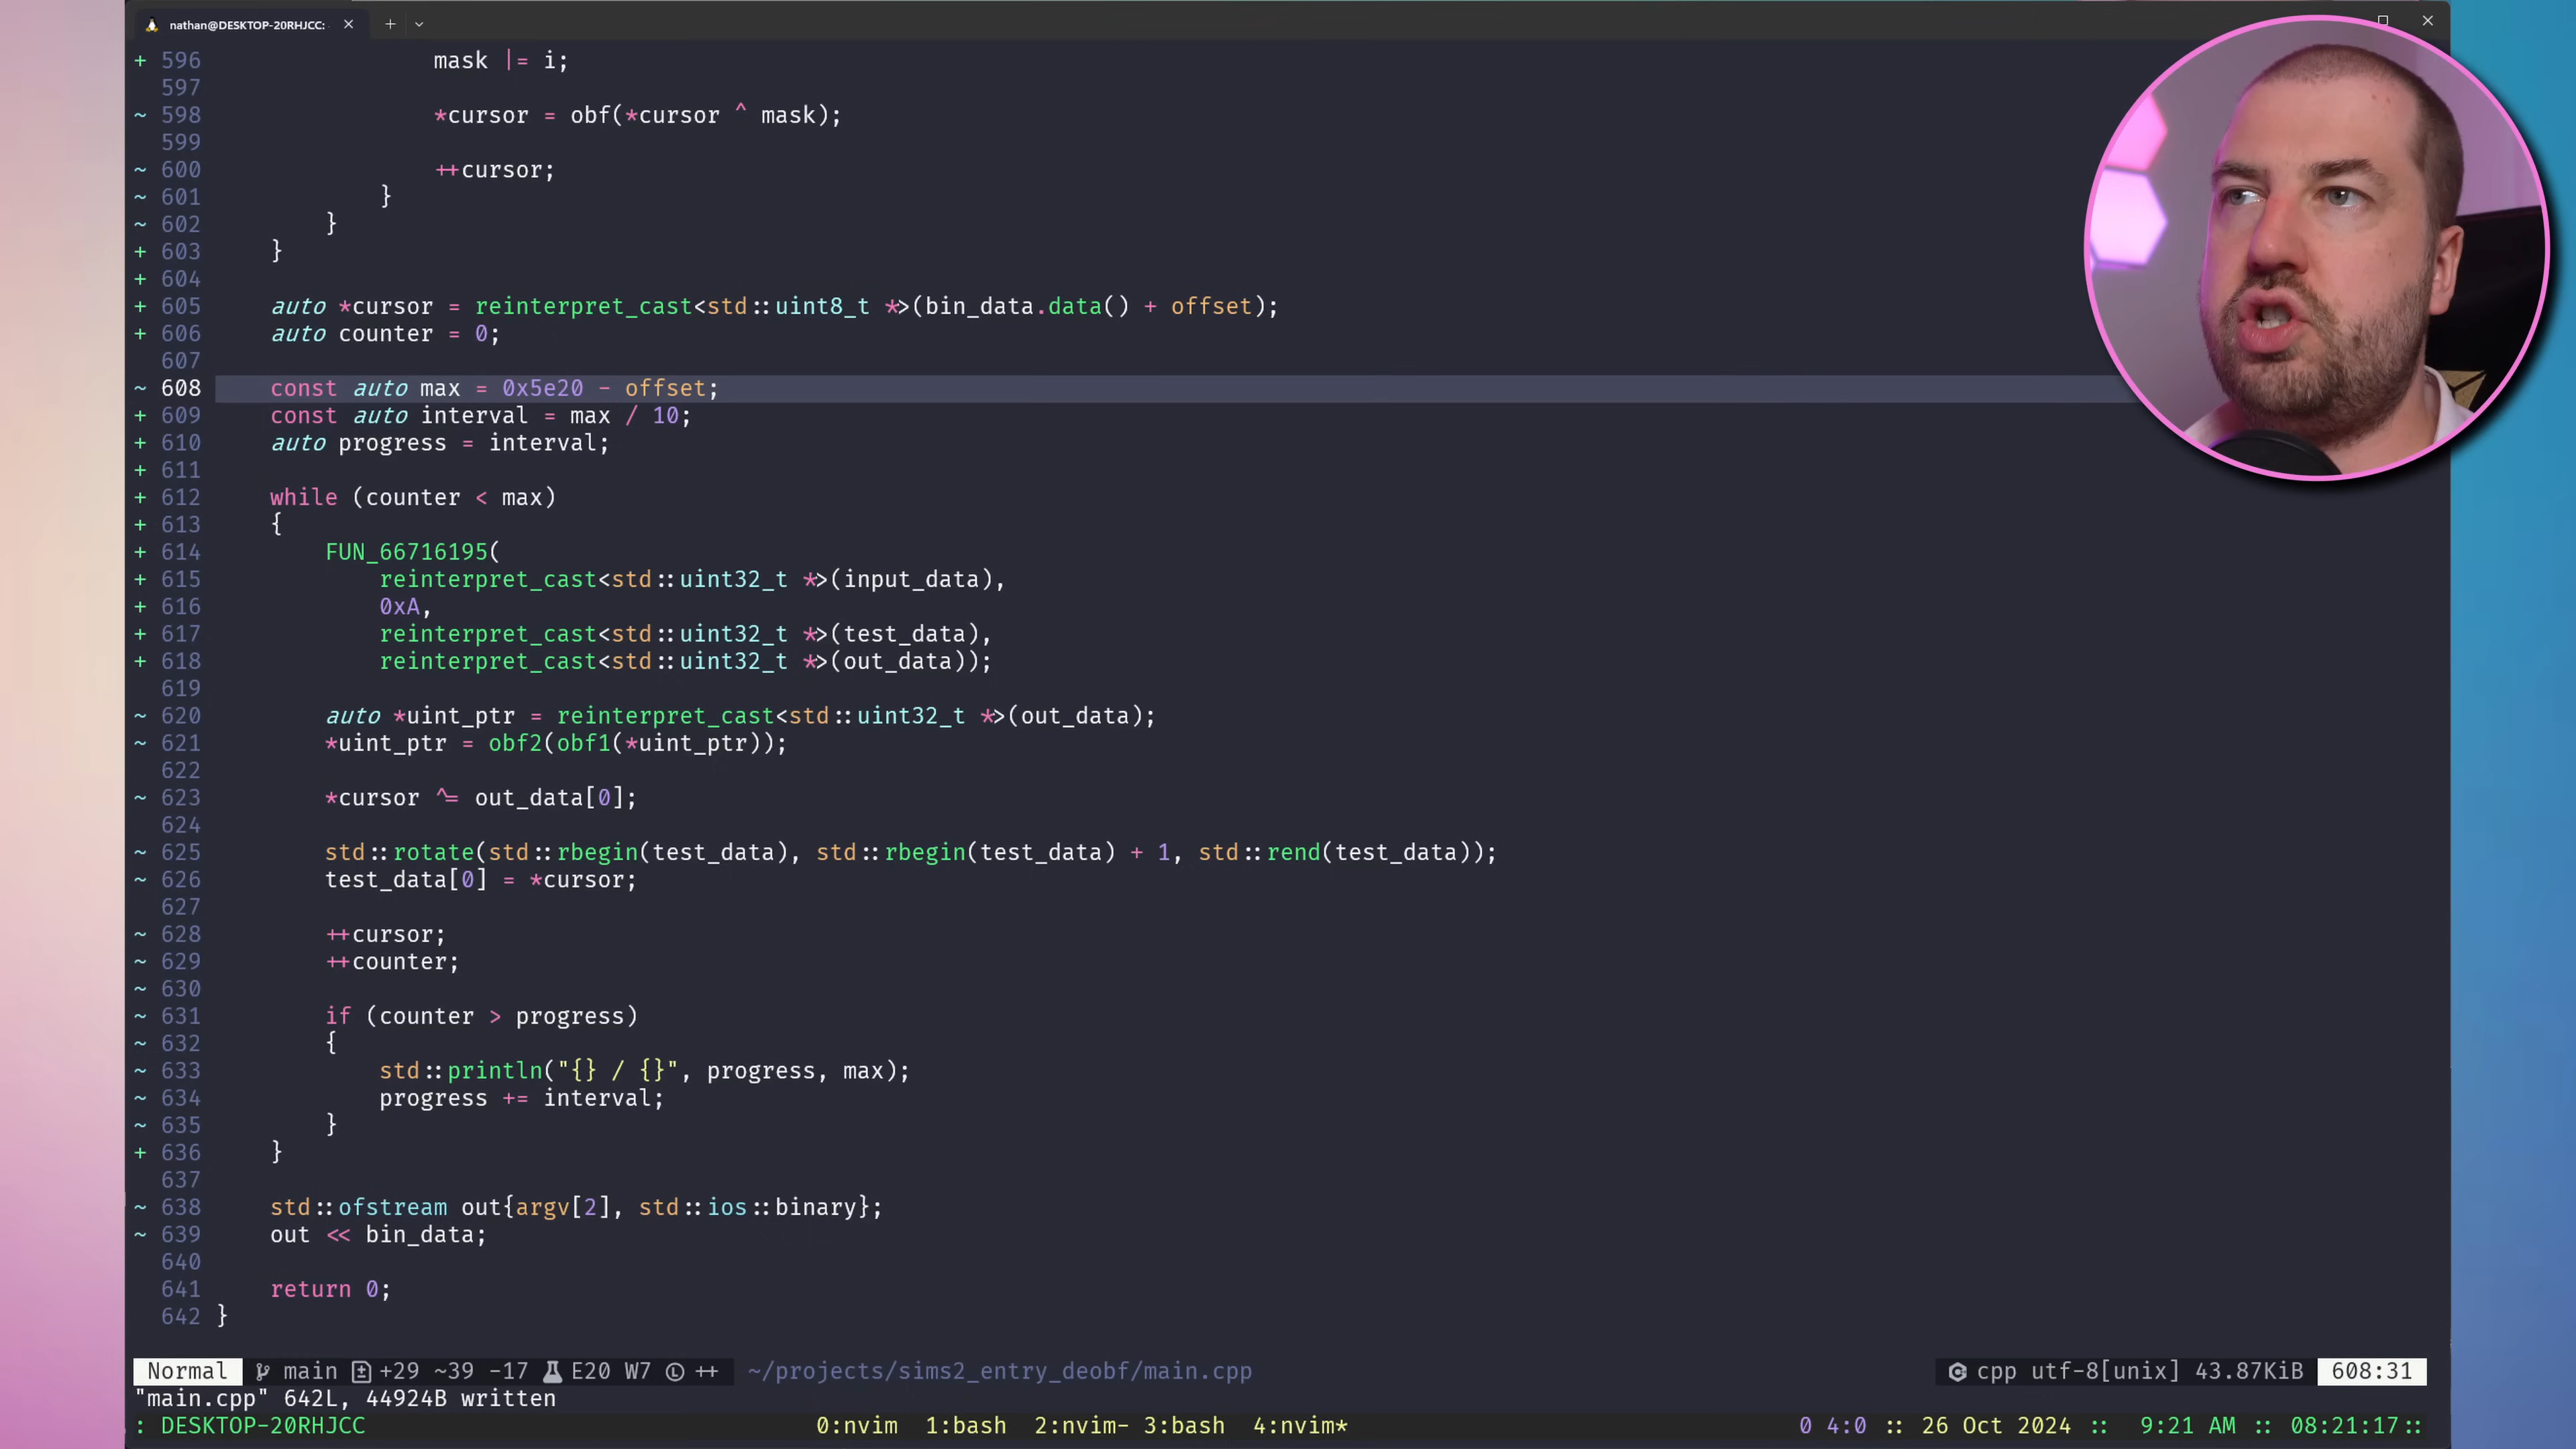 nathan@DESKTOP-20RHJCC:
+ 596 mask |= i;
597
~ 598 *cursor = obf(*cursor ^ mask);
599
~ 600 ++cursor;
~ 601 }
~ 602 }
+ 603 }
+ 604
+ 605 auto *cursor = reinterpret_cast<std::uint8_t *>(bin_data.data() + offset);
+ 606 auto counter = 0;
607
~ 608 const auto max = 0x5e20 - offset;
+ 609 const auto interval = max / 10;
+ 610 auto progress = interval;
+ 611
+ 612 while (counter < max)
+ 613 {
+ 614 FUN_66716195(
+ 615 reinterpret_cast<std::uint32_t *>(input_data),
+ 616 0xA,
+ 617 reinterpret_cast<std::uint32_t *>(test_data),
+ 618 reinterpret_cast<std::uint32_t *>(out_data));
619
~ 620 auto *uint_ptr = reinterpret_cast<std::uint32_t *>(out_data);
~ 621 *uint_ptr = obf2(obf1(*uint_ptr));
622
~ 623 *cursor ^= out_data[0];
624
~ 625 std::rotate(std::rbegin(test_data), std::rbegin(test_data) + 1, std::rend(test_data));
~ 626 test_data[0] = *cursor;
627
~ 628 ++cursor;
~ 629 ++counter;
~ 630
~ 631 if (counter > progress)
~ 632 {
~ 633 std::println("{} / {}", progress, max);
~ 634 progress += interval;
~ 635 }
+ 636 }
637
~ 638 std::ofstream out{argv[2], std::ios::binary};
~ 639 out << bin_data;
640
641 return 0;
642 }
Normal main +29 ~39 -17 E20 W7 ++ ~/projects/sims2_entry_deobf/main.cpp cpp utf-8[unix] 43.87KiB 608:31
"main.cpp" 642L, 44924B written
: DESKTOP-20RHJCC 0:nvim 1:bash 2:nvim- 3:bash 4:nvim* 0 4:0 :: 26 Oct 2024 :: 9:21 AM :: 08:21:17::